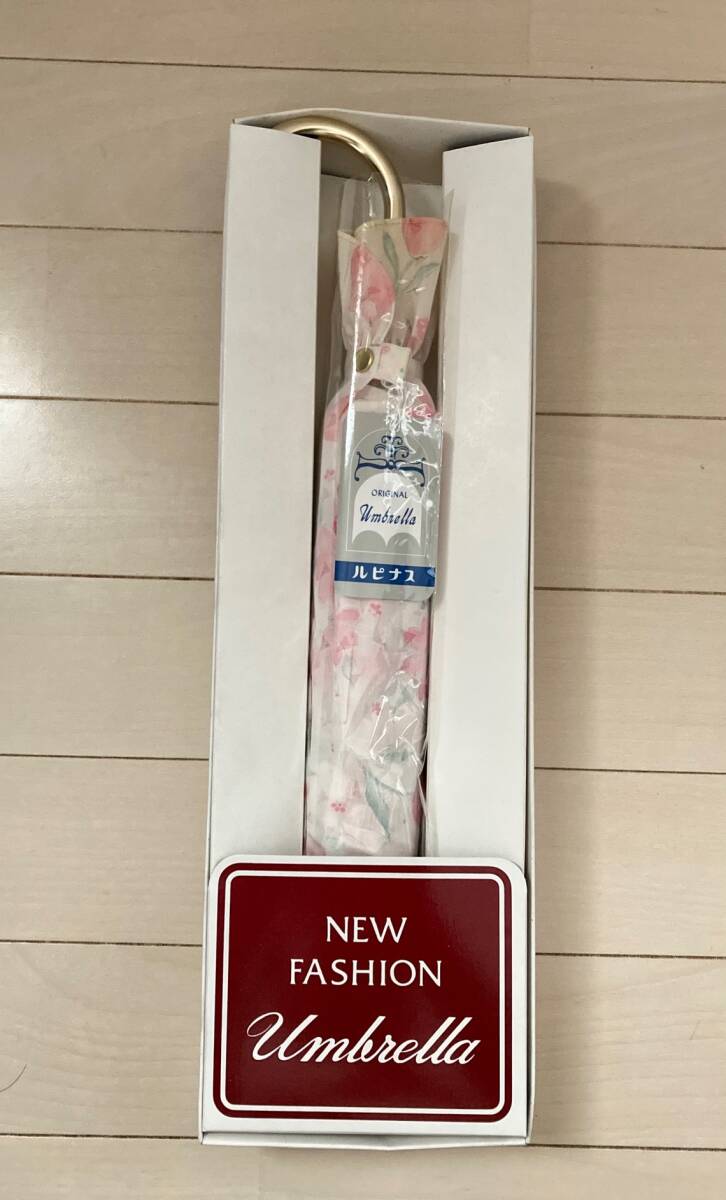 ORIGINAL
Umbrella
ルピナス
NEW
FASHION
Umbrella